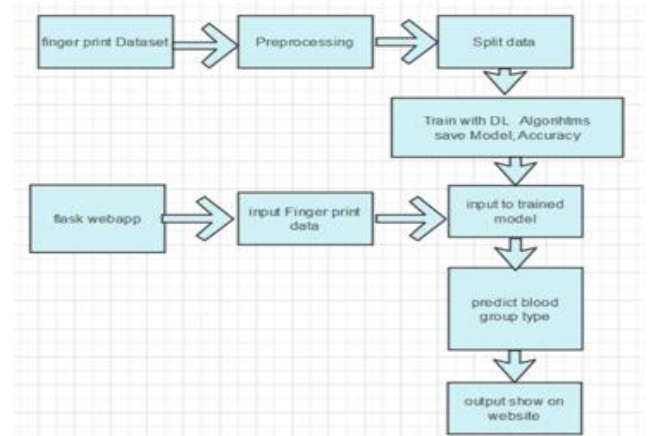 finger print Dataset
Preprocessing
Split data
Train with DL Algorihtms
save Model, Accuracy
flask webapp
input Finger print
data
input to trained
model
predict blood
group type
output show on
website